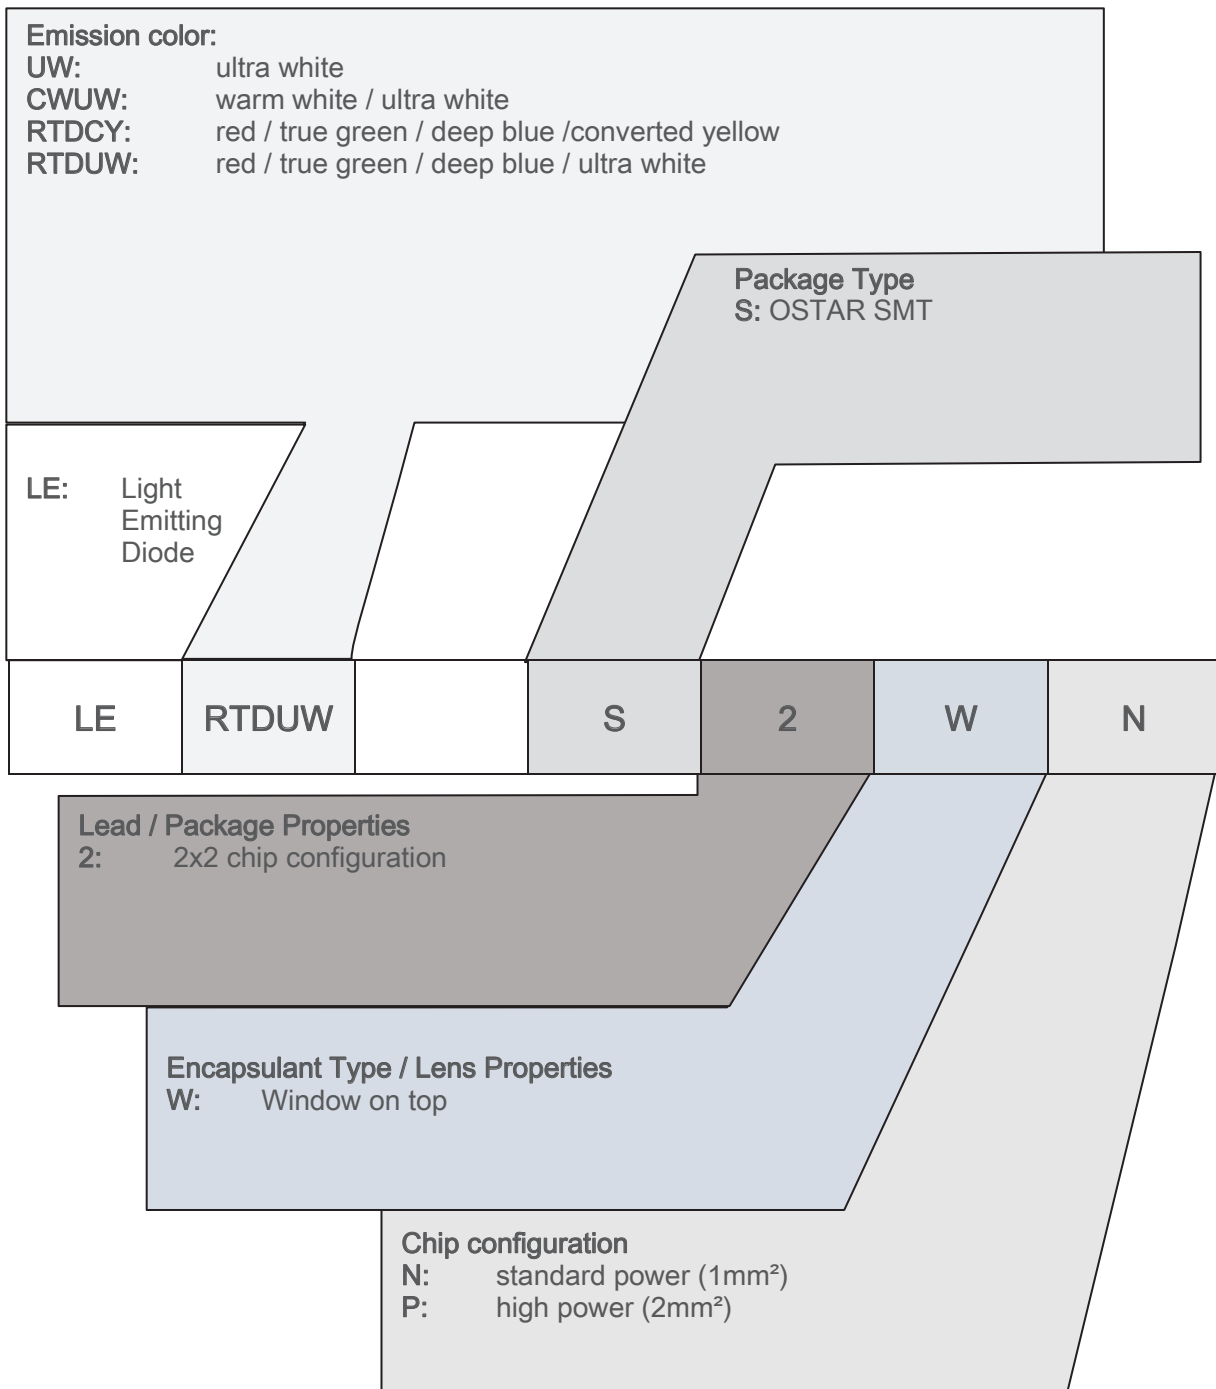 Emission color:
UW: ultra white
CWUW: warm white / ultra white
RTDCY: red / true green / deep blue /converted yellow
RTDUW: red / true green / deep blue / ultra white
Package Type
S: OSTAR SMT
LE: Light
Emitting
Diode
LE RTDUW S 2 W N
Lead / Package Properties
2: 2x2 chip configuration
Encapsulant Type / Lens Properties
W: Window on top
Chip configuration
N: standard power (1mm²)
P: high power (2mm²)